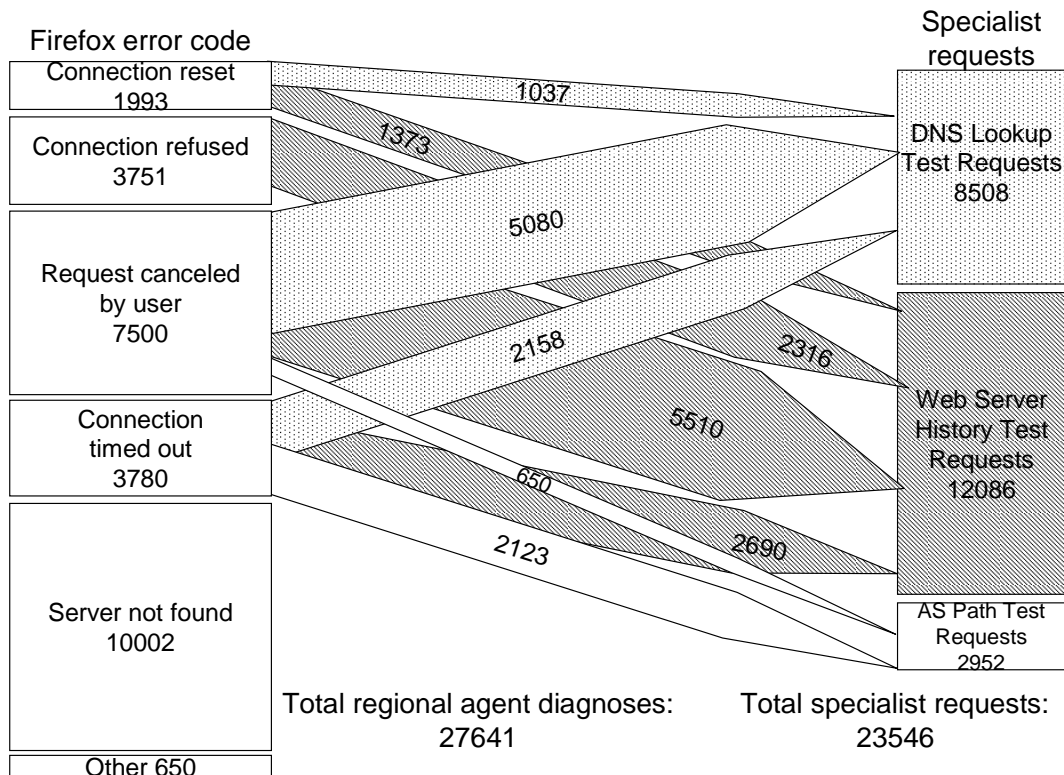 Firefox error code
Connection reset
1993
Connection refused
3751
Request canceled
by user
7500
Connection
timed out
3780
Server not found
10002
Other 650
1037
1373
5080
2158
2316
5510
650
2690
2123
Specialist
requests
DNS Lookup
Test Requests
8508
Web Server
History Test
Requests
12086
AS Path Test
Requests
2952
Total regional agent diagnoses:
27641
Total specialist requests:
23546